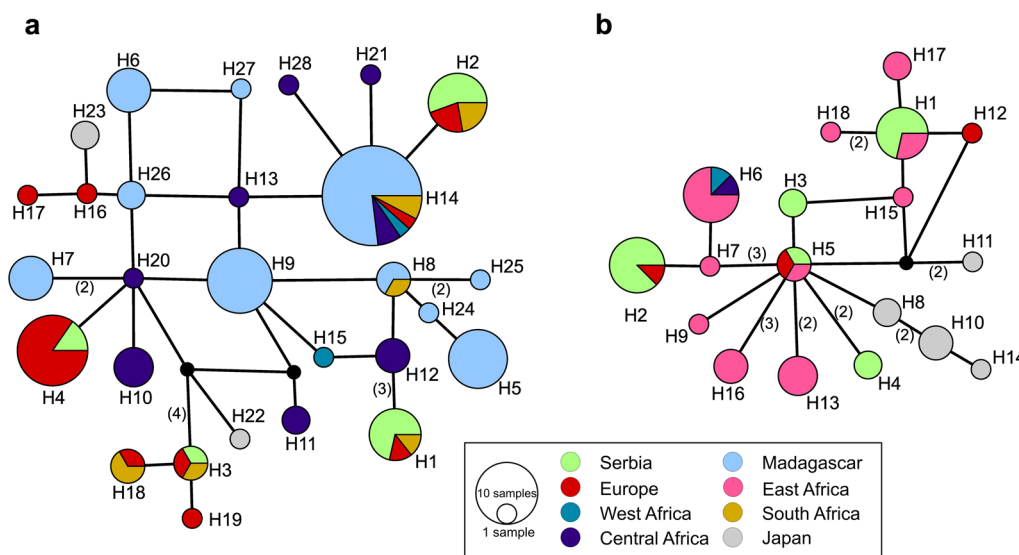 a
H6
H27
H28
H21
H2
H23
H26
H13
H14
H17
H16
H7
H20
H9
H8
H25
(2)
(2)
H24
H15
H12
H5
H4
H10
(3)
(4)
H22
H11
H1
H18
H3
H19
b
H17
H1
H12
H18
(2)
H6
H3
H15
H7
(3)
H5
H11
(2)
H2
H8
H9
(3)
(2)
(2)
(2)
H10
H16
H13
H4
H14
10 samples
1 sample
Serbia
Europe
West Africa
Central Africa
Madagascar
East Africa
South Africa
Japan